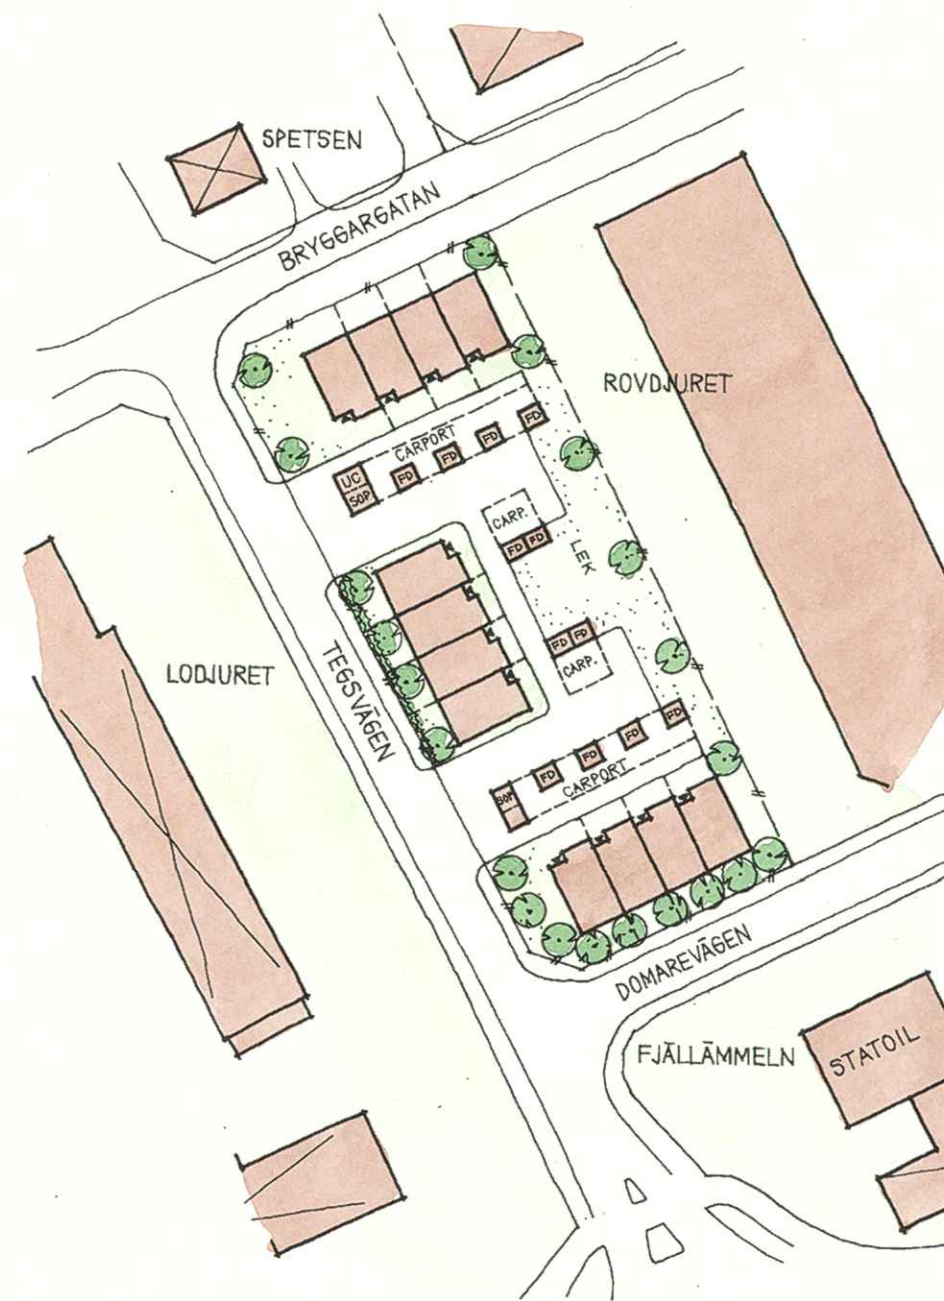 SPETSEN
BRYGGARGATAN
ROVDJURET
CARPORT
FD
FD
FD
FD
UC
SOP
CARP.
FD FD
LEK
TEGSVÄGEN
LODJURET
FD FD
CARP.
FD
FD
FD
FD
SOP
CARPORT
DOMAREVÄGEN
FJÄLLÄMMELN
STATOIL